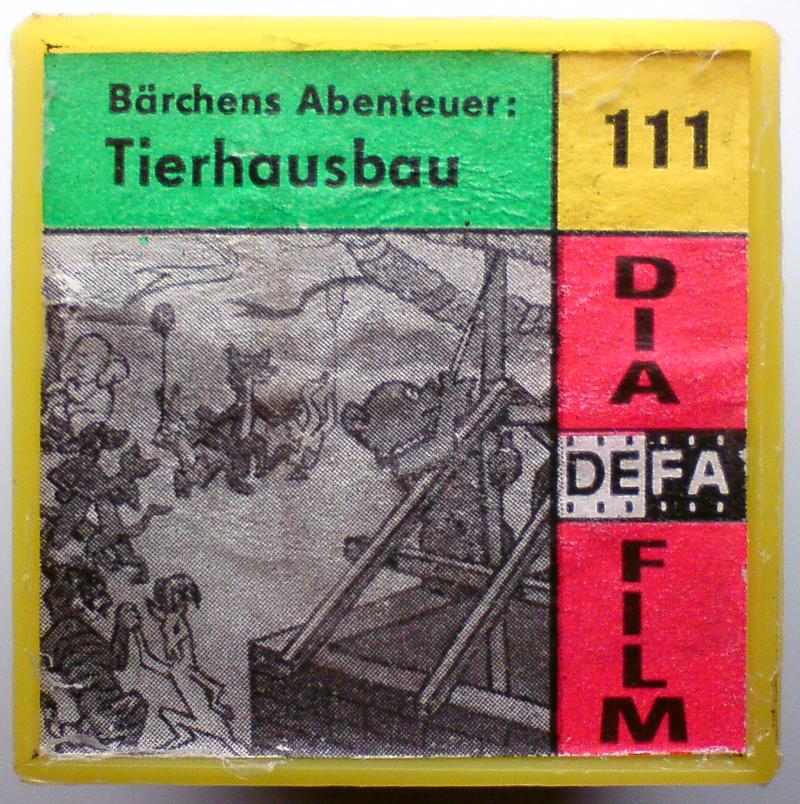 Bärchens Abenteuer:
Tierhausbau
111
DIA
DEFA
FILM